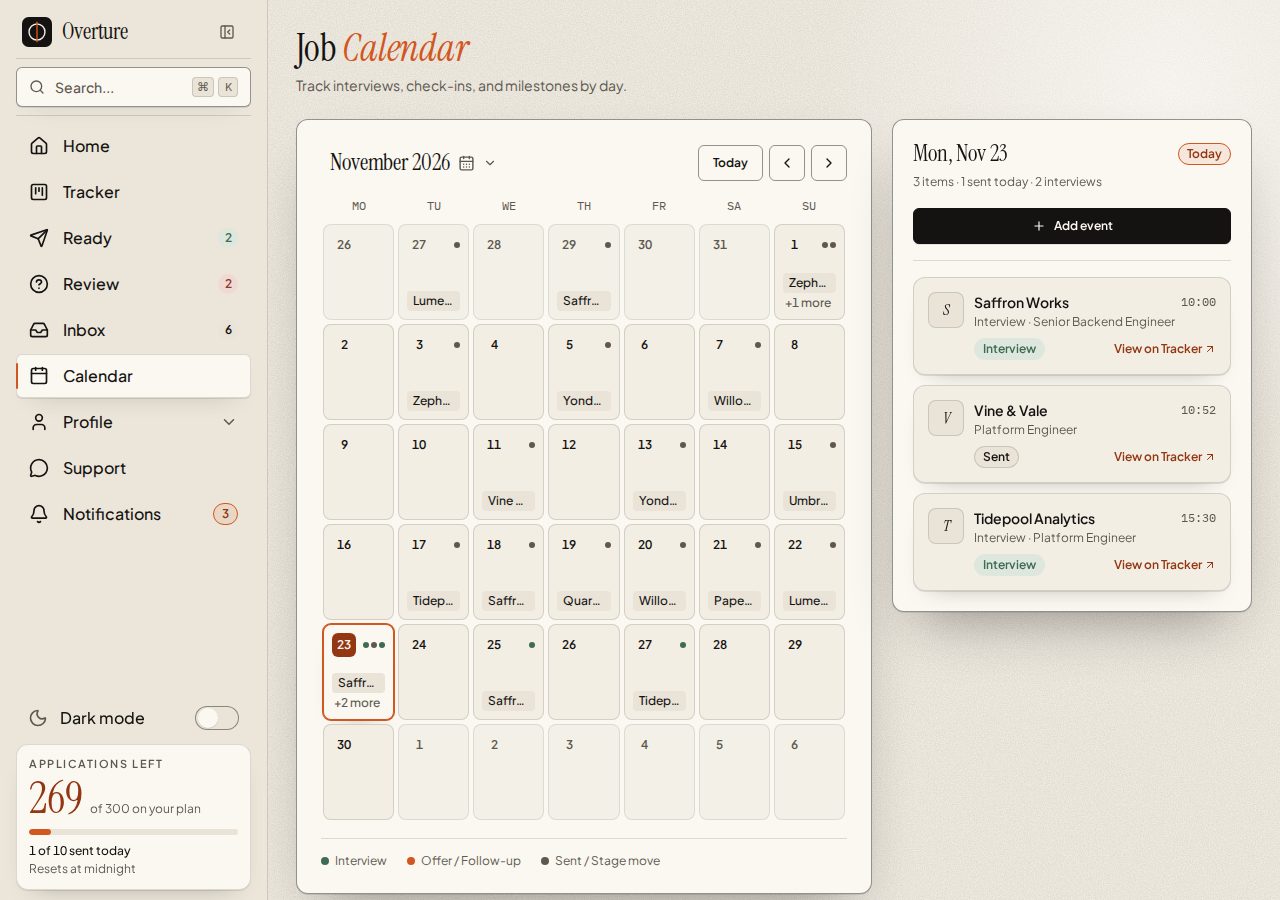 Overture
Search... ⌘ K
Home
Tracker
Ready 2
Review 2
Inbox 6
Calendar
Profile
Support
Notifications 3
Dark mode
APPLICATIONS LEFT
269 of 300 on your plan
1 of 10 sent today
Resets at midnight
Job Calendar
Track interviews, check-ins, and milestones by day.
November 2026
Today
MO TU WE TH FR SA SU
26 27 28 29 30 31 1
Lume… Saffr… Zeph…
+1 more
2 3 4 5 6 7 8
Zeph… Yond… Willo…
9 10 11 12 13 14 15
Vine … Yond… Umbr…
16 17 18 19 20 21 22
Tidep… Saffr… Quar… Willo… Pape… Lume…
23 24 25 26 27 28 29
Saffr… Saffr… Tidep…
+2 more
30 1 2 3 4 5 6
Interview Offer / Follow-up Sent / Stage move
Mon, Nov 23 Today
3 items · 1 sent today · 2 interviews
+ Add event
S Saffron Works 10:00
Interview · Senior Backend Engineer
Interview View on Tracker
V Vine & Vale 10:52
Platform Engineer
Sent View on Tracker
T Tidepool Analytics 15:30
Interview · Platform Engineer
Interview View on Tracker